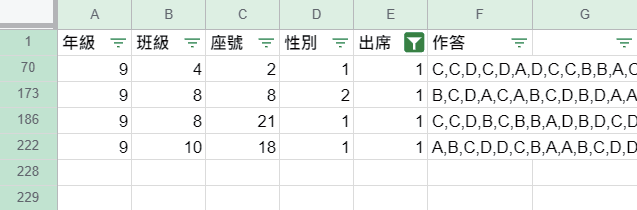 A B C D E F G
1 年級 班級 座號 性別 出席 作答
70 9 4 2 1 1 C,C,D,C,D,A,D,C,C,B,B,A,C
173 9 8 8 2 1 B,C,D,A,C,A,B,C,D,B,D,A,A
186 9 8 21 1 1 C,C,D,B,C,B,B,A,D,B,D,C,D
222 9 10 18 1 1 A,B,C,D,D,C,B,A,A,B,C,D,D
228
229